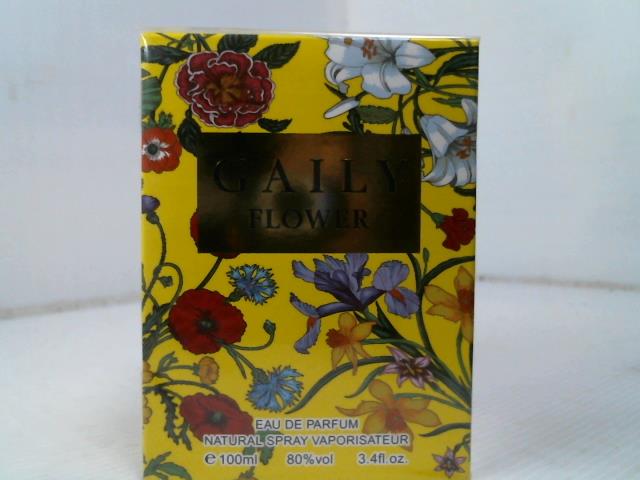 GAILY
FLOWER
EAU DE PARFUM
NATURAL SPRAY VAPORISATEUR
℮100ml 80%vol 3.4fl.oz.